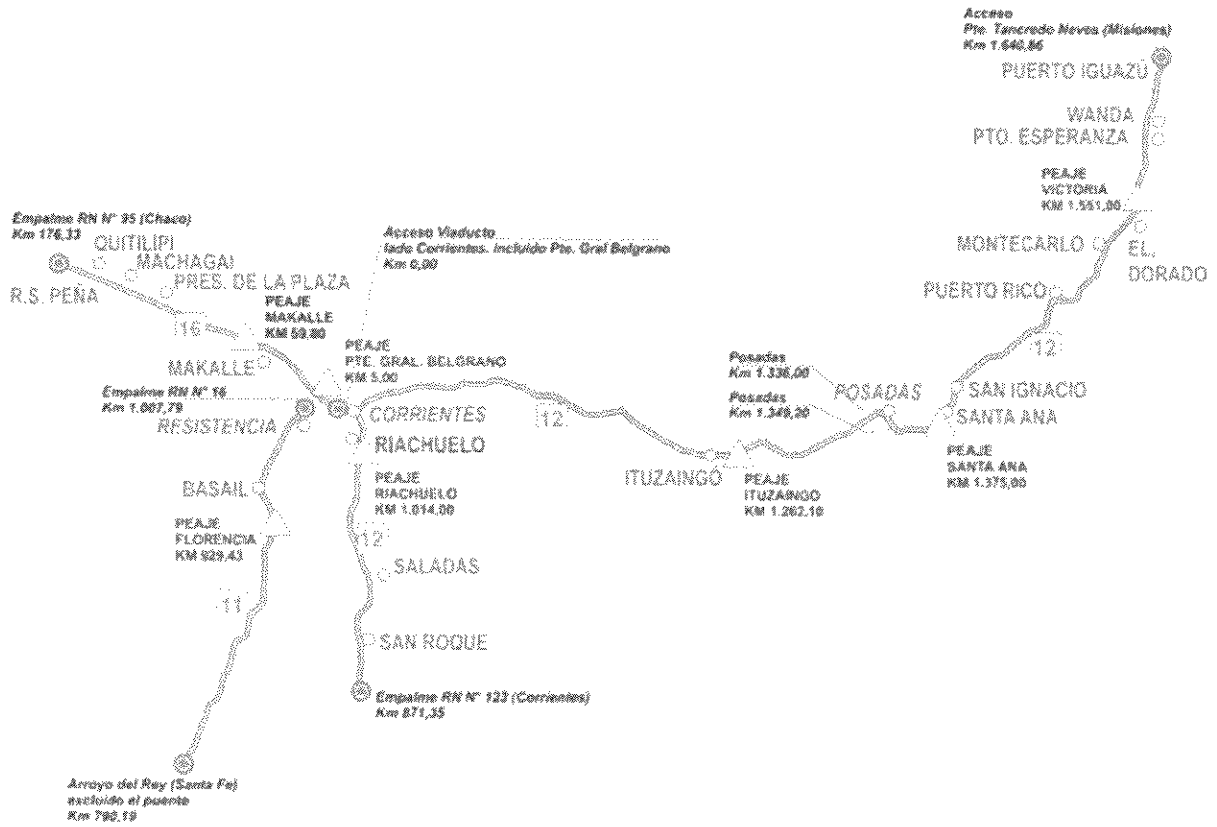 Acceso
Pte. Tancredo Neves (Misiones)
Km 1.640,86
PUERTO IGUAZÚ
WANDA
PTO. ESPERANZA
PEAJE
VICTORIA
KM 1.551,00
MONTECARLO
EL
DORADO
PUERTO RICO
12
SAN IGNACIO
SANTA ANA
PEAJE
SANTA ANA
KM 1.375,00
Empalme RN N° 95 (Chaco)
Km 176,33
QUITILIPI
MACHAGAI
PRES. DE LA PLAZA
R.S. PEÑA
16
PEAJE
MAKALLE
KM 59,80
MAKALLE
Acceso Viaducto
lado Corrientes. incluido Pte. Gral Belgrano
Km 0,00
PEAJE
PTE. GRAL. BELGRANO
KM 5,00
Empalme RN N° 16
Km 1.007,79
RESISTENCIA
CORRIENTES
RIACHUELO
12
Posadas
Km 1.336,00
Posadas
Km 1.349,20
POSADAS
ITUZAINGÓ
PEAJE
ITUZAINGO
KM 1.262,10
BASAIL
PEAJE
RIACHUELO
KM 1.014,00
PEAJE
FLORENCIA
KM 929,43
12
SALADAS
11
SAN ROQUE
Empalme RN N° 123 (Corrientes)
Km 871,35
Arroyo del Rey (Santa Fe)
excluido el puente
Km 790,19